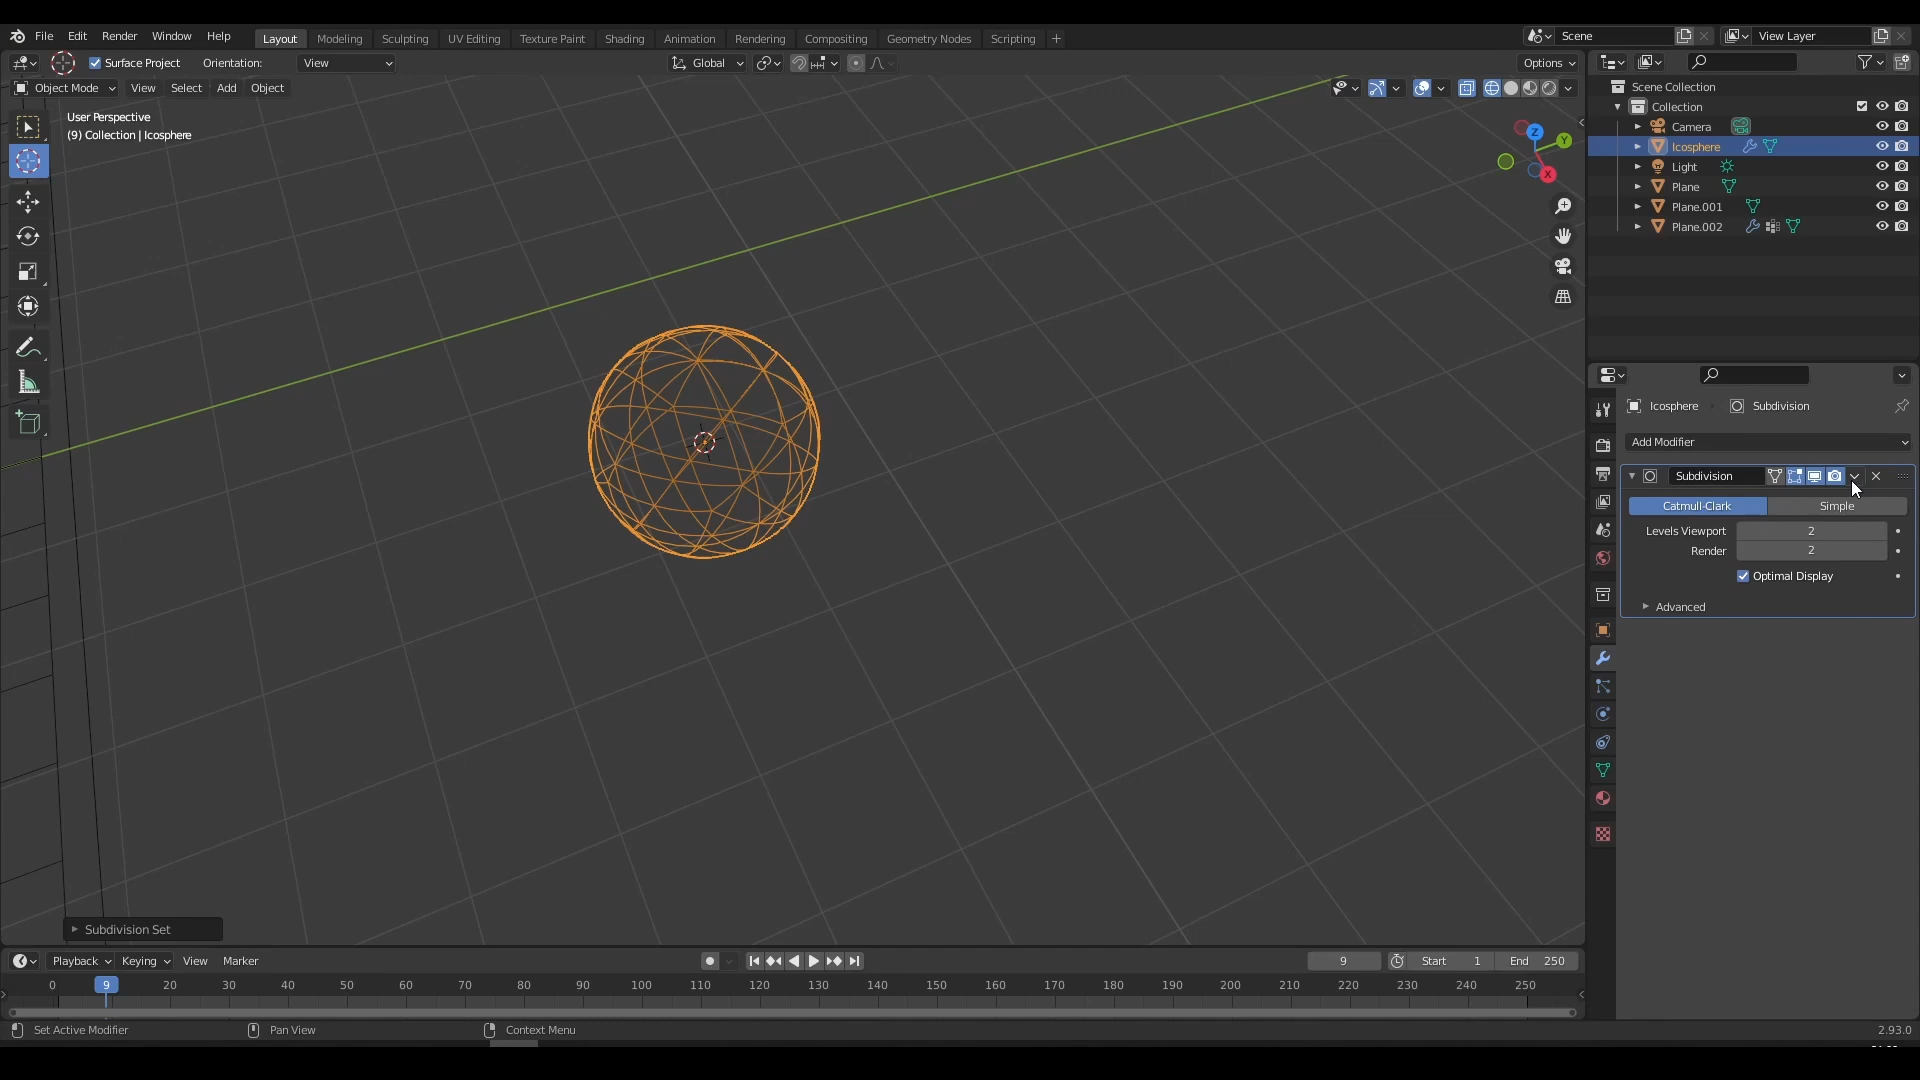 File Edit Render Window Help Layout Modeling Sculpting UV Editing Texture Paint Shading Animation Rendering Compositing Geometry Nodes Scripting + Scene View Layer
Surface Project Orientation: View Global Options
Object Mode View Select Add Object
User Perspective
(9) Collection | Icosphere
Z
Y
X
Scene Collection
Collection
Camera
Icosphere
Light
Plane
Plane.001
Plane.002
Icosphere Subdivision
Add Modifier
Subdivision
Catmull-Clark Simple
Levels Viewport 2
Render 2
Optimal Display
Advanced
Subdivision Set
Playback Keying View Marker 9 Start 1 End 250
0 9 20 30 40 50 60 70 80 90 100 110 120 130 140 150 160 170 180 190 200 210 220 230 240 250
Set Active Modifier Pan View Context Menu 2.93.0